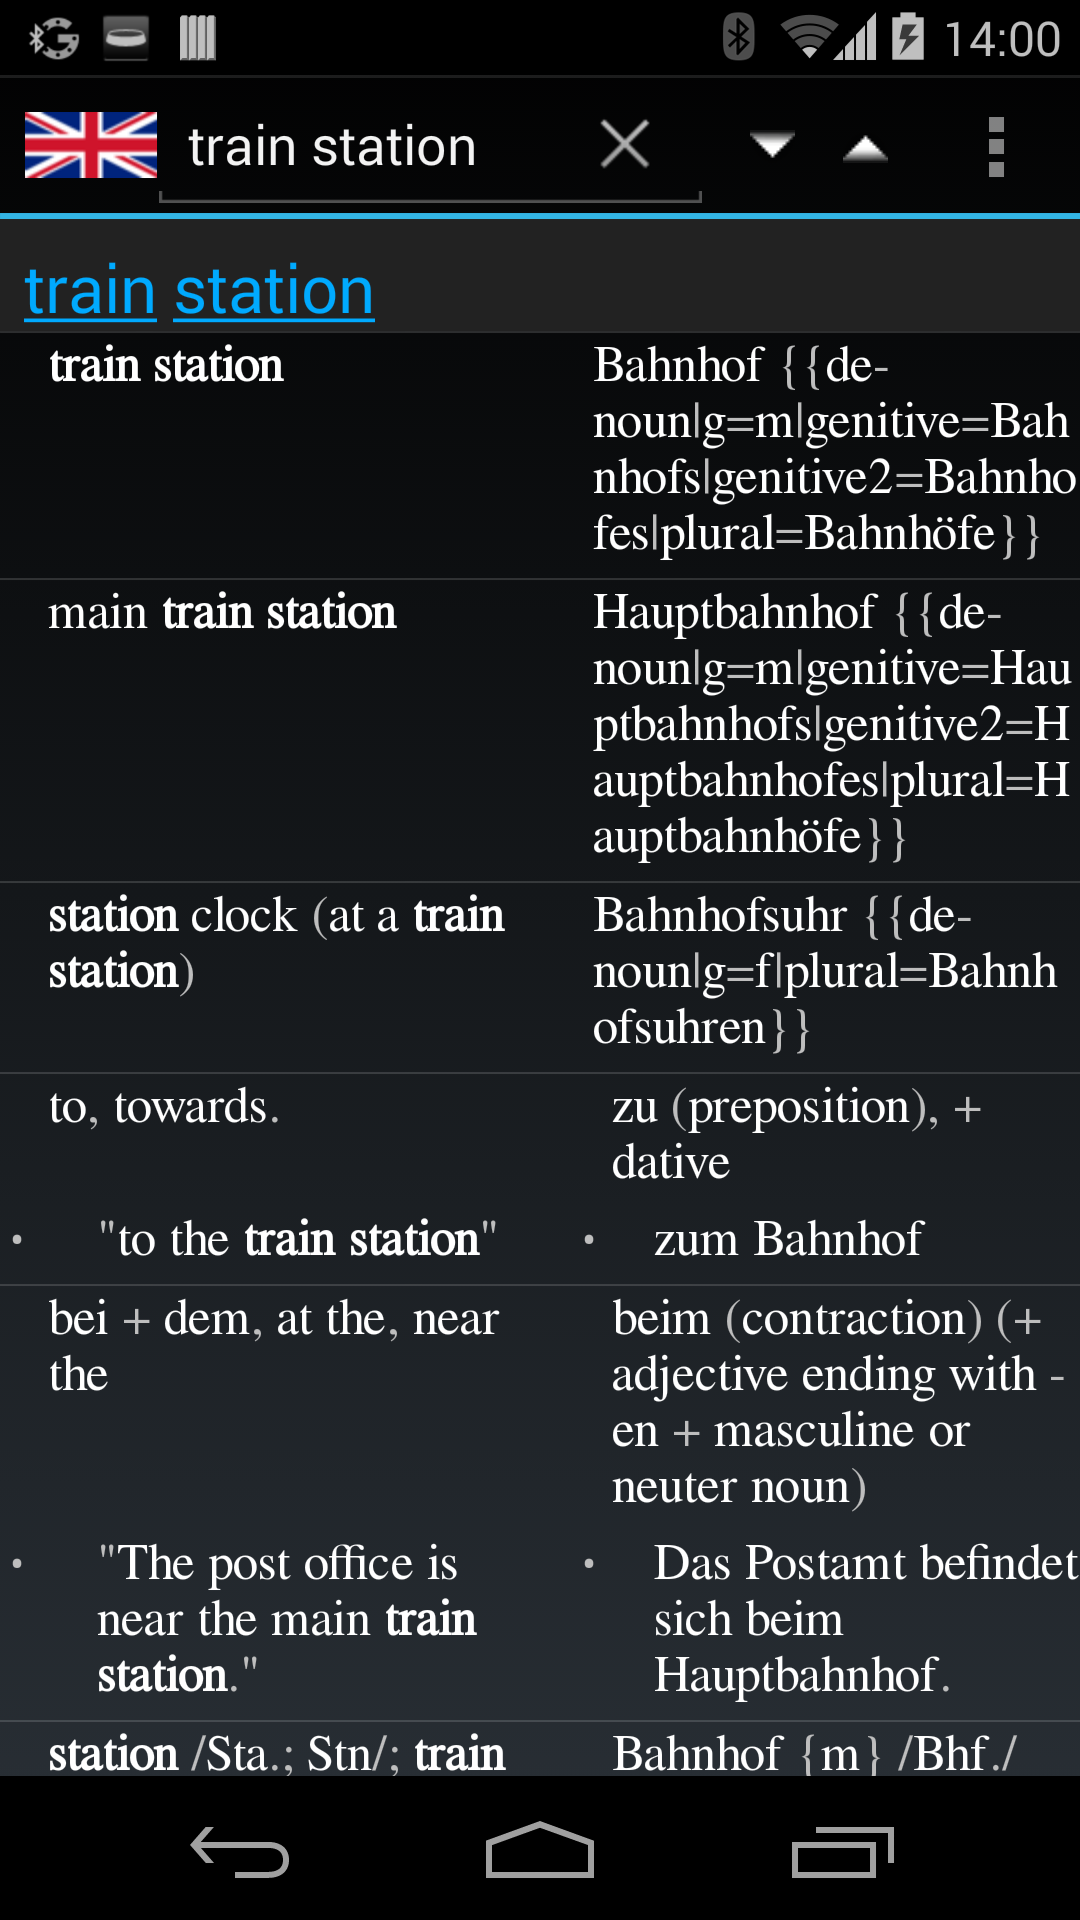 14:00
train station
train station
train station
Bahnhof {{de-
noun|g=m|genitive=Bah
nhofs|genitive2=Bahnho
fes|plural=Bahnhöfe}}
main train station
Hauptbahnhof {{de-
noun|g=m|genitive=Hau
ptbahnhofs|genitive2=H
auptbahnhofes|plural=H
auptbahnhöfe}}
station clock (at a train
station)
Bahnhofsuhr {{de-
noun|g=f|plural=Bahnh
ofsuhren}}
to, towards.
zu (preposition), +
dative
• "to the train station"
• zum Bahnhof
bei + dem, at the, near
the
beim (contraction) (+
adjective ending with -
en + masculine or
neuter noun)
• "The post office is
near the main train
station."
• Das Postamt befindet
sich beim
Hauptbahnhof.
station /Sta.; Stn/; train
Bahnhof {m} /Bhf./